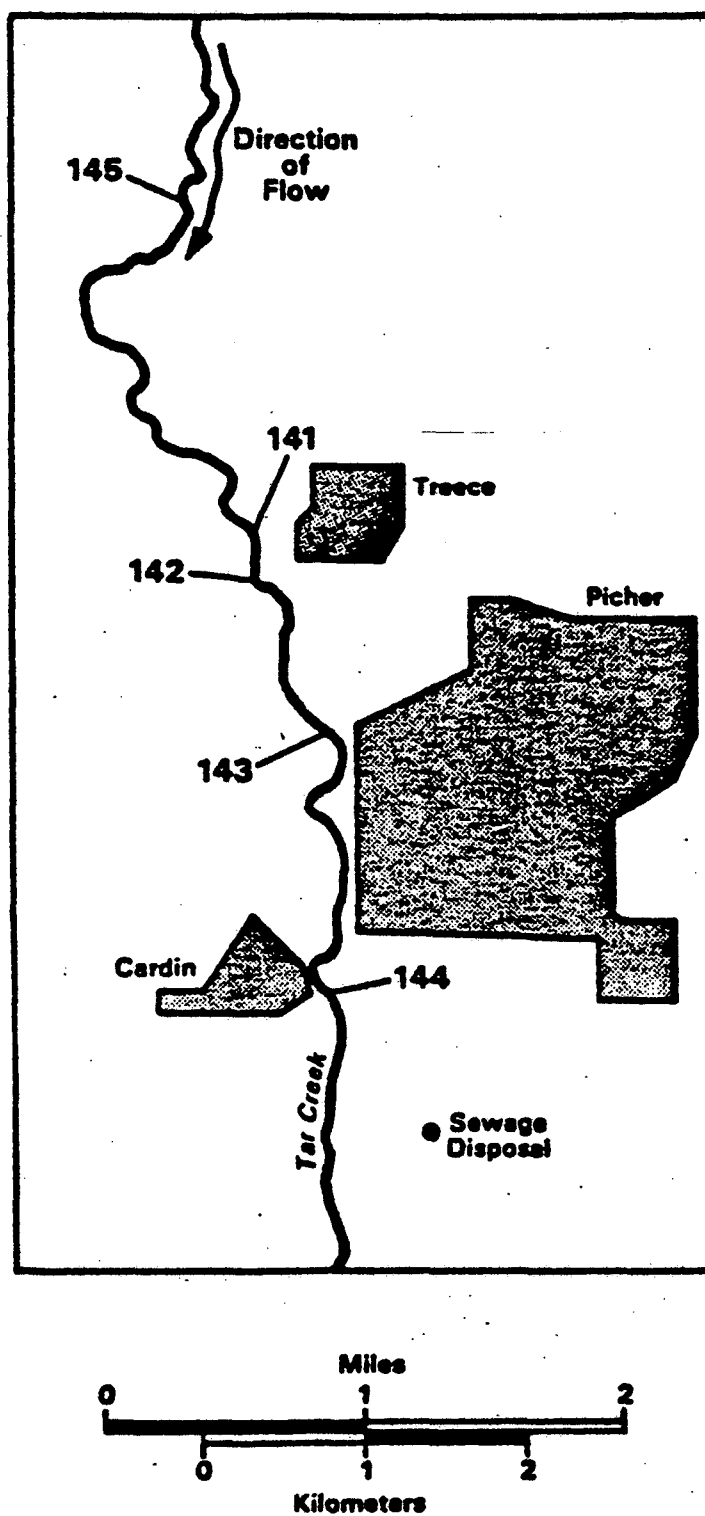 Direction
of
Flow
145
141
Treece
142
Picher
143
Cardin
144
Tar Creek
Sewage
Disposal
Miles
0 1 2
0 1 2
Kilometers